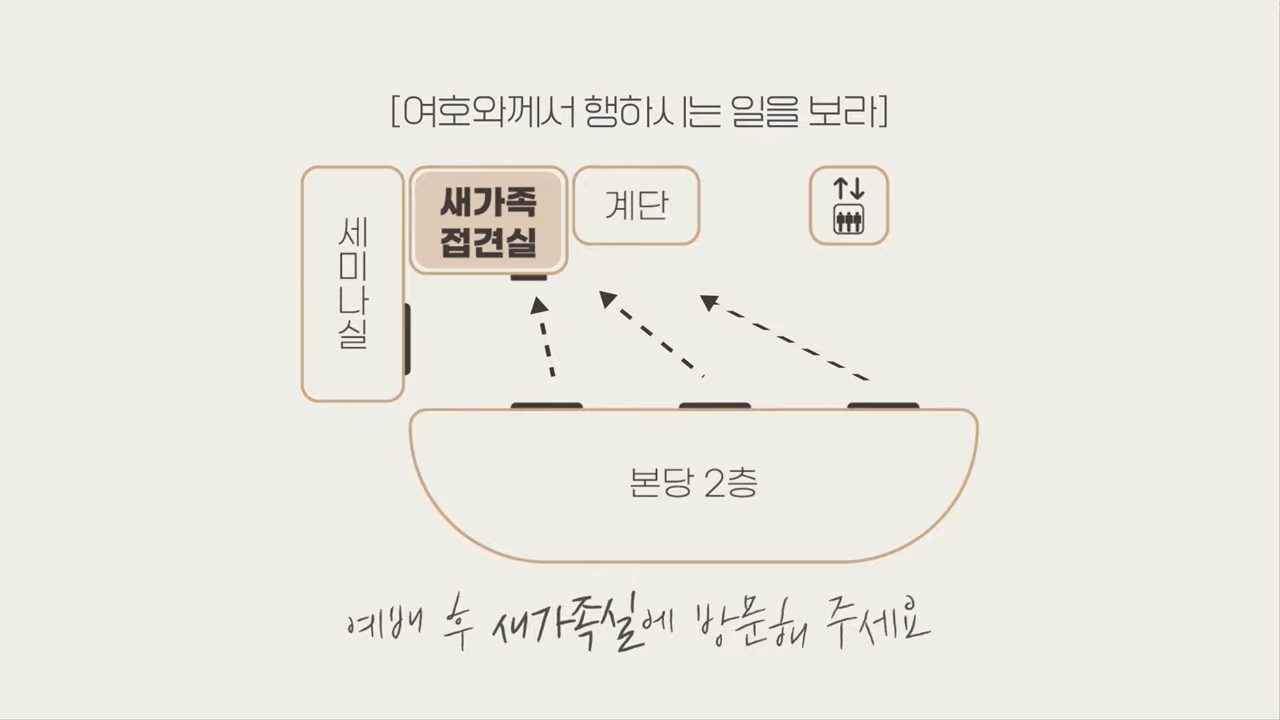 [여호와께서 행하시는 일을 보라]
세미나실
새가족
접견실
계단
본당 2층
예배 후 새가족실에 방문해 주세요